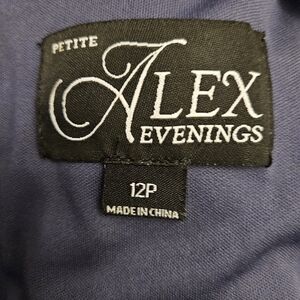 PETITE
ALEX
EVENINGS
12P
MADE IN CHINA